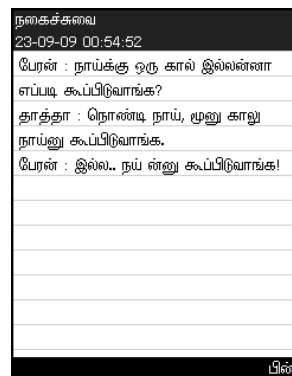 நகைச்சுவை
23-09-09 00:54:52
பேரன் : நாய்க்கு ஒரு கால் இல்லன்னா
எப்படி கூப்பிடுவாங்க?
தாத்தா : நொண்டி நாய், மூனு காலு
நாய்னு கூப்பிடுவாங்க.
பேரன் : இல்ல.. நய் ன்னு கூப்பிடுவாங்க!
பின்